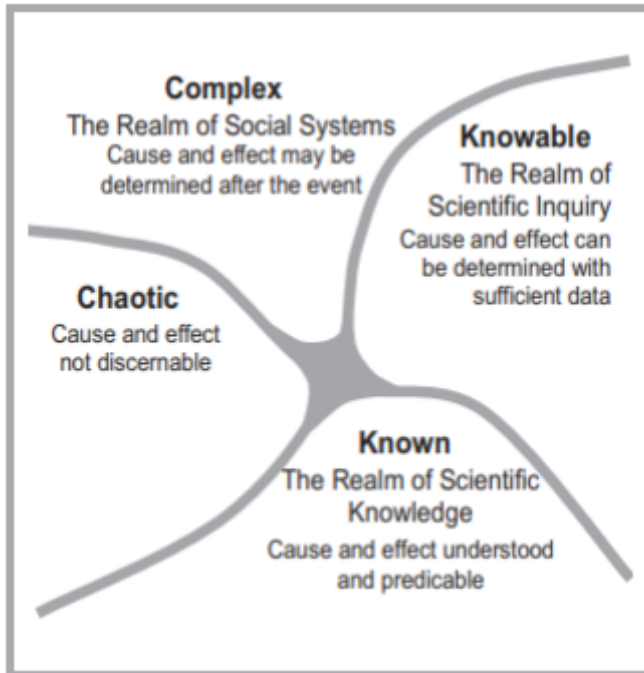 Complex
The Realm of Social Systems
Cause and effect may be
determined after the event
Knowable
The Realm of
Scientific Inquiry
Cause and effect can
be determined with
sufficient data
Chaotic
Cause and effect
not discernable
Known
The Realm of Scientific
Knowledge
Cause and effect understood
and predicable